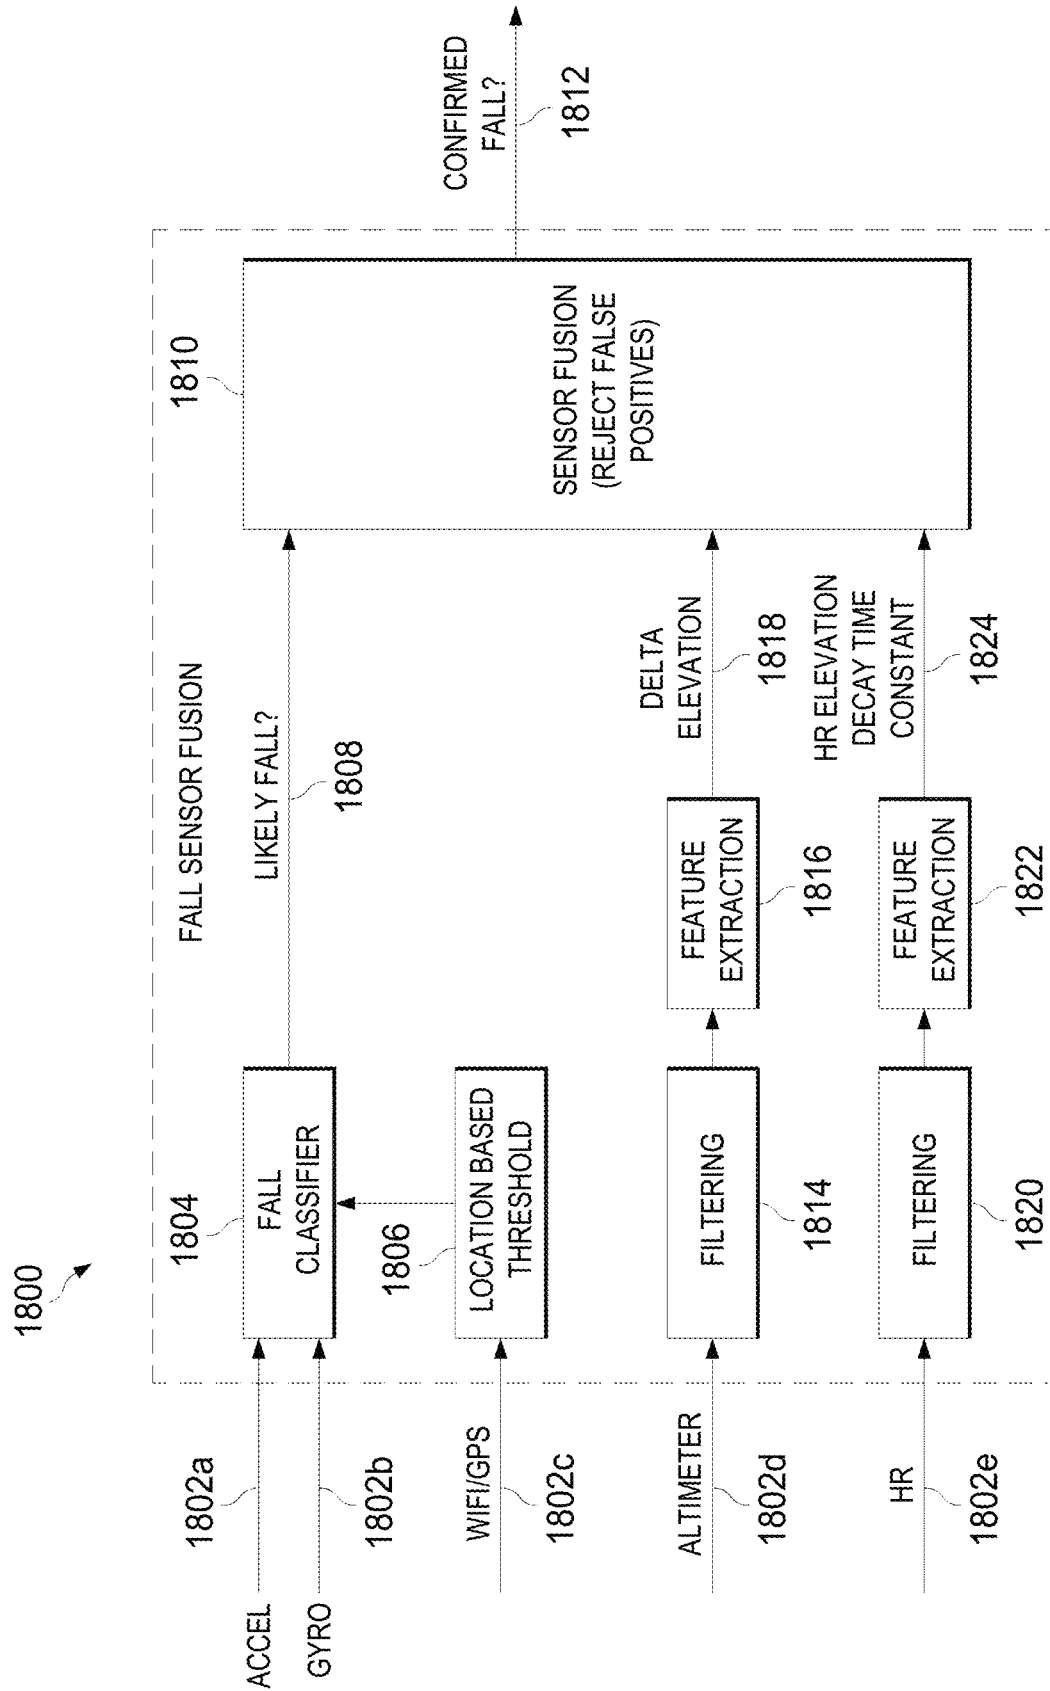 1800
FALL SENSOR FUSION
ACCEL
1802a
GYRO
1802b
1804
FALL
CLASSIFIER
LIKELY FALL?
1808
1810
SENSOR FUSION
(REJECT FALSE
POSITIVES)
CONFIRMED
FALL?
1812
WIFI/GPS
1802c
1806
LOCATION BASED
THRESHOLD
ALTIMETER
1802d
FILTERING
1814
FEATURE
EXTRACTION
1816
DELTA
ELEVATION
1818
HR
1802e
FILTERING
1820
FEATURE
EXTRACTION
1822
HR ELEVATION
DECAY TIME
CONSTANT
1824